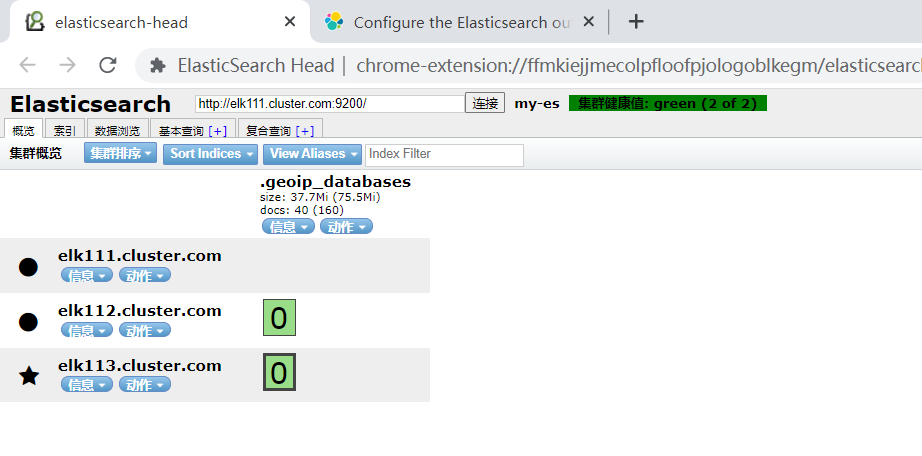 elasticsearch-head
Configure the Elasticsearch ou
ElasticSearch Head | chrome-extension://ffmkiejjmecolpfloofpjologoblkegm/elasticsearch
Elasticsearch http://elk111.cluster.com:9200/ 连接 my-es 集群健康值: green (2 of 2)
概览 索引 数据浏览 基本查询 [+] 复合查询 [+]
集群概览 集群排序 Sort Indices View Aliases Index Filter
.geoip_databases
size: 37.7Mi (75.5Mi)
docs: 40 (160)
信息 动作
elk111.cluster.com
信息 动作
elk112.cluster.com
信息 动作
0
elk113.cluster.com
信息 动作
0